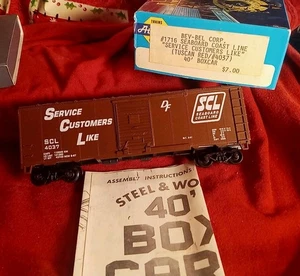 BEV-BEL CORP.
#1716 SEABOARD COAST LINE
"SERVICE CUSTOMERS LIKE"
(TUSCAN RED/#4037)
40' BOXCAR
$7.00
SERVICE
CUSTOMERS
LIKE
SCL
4037
DF
SCL
SEABOARD
COAST LINE
ASSEMBLY INSTRUCTIONS
STEEL & WO
40'
BOX
CAR